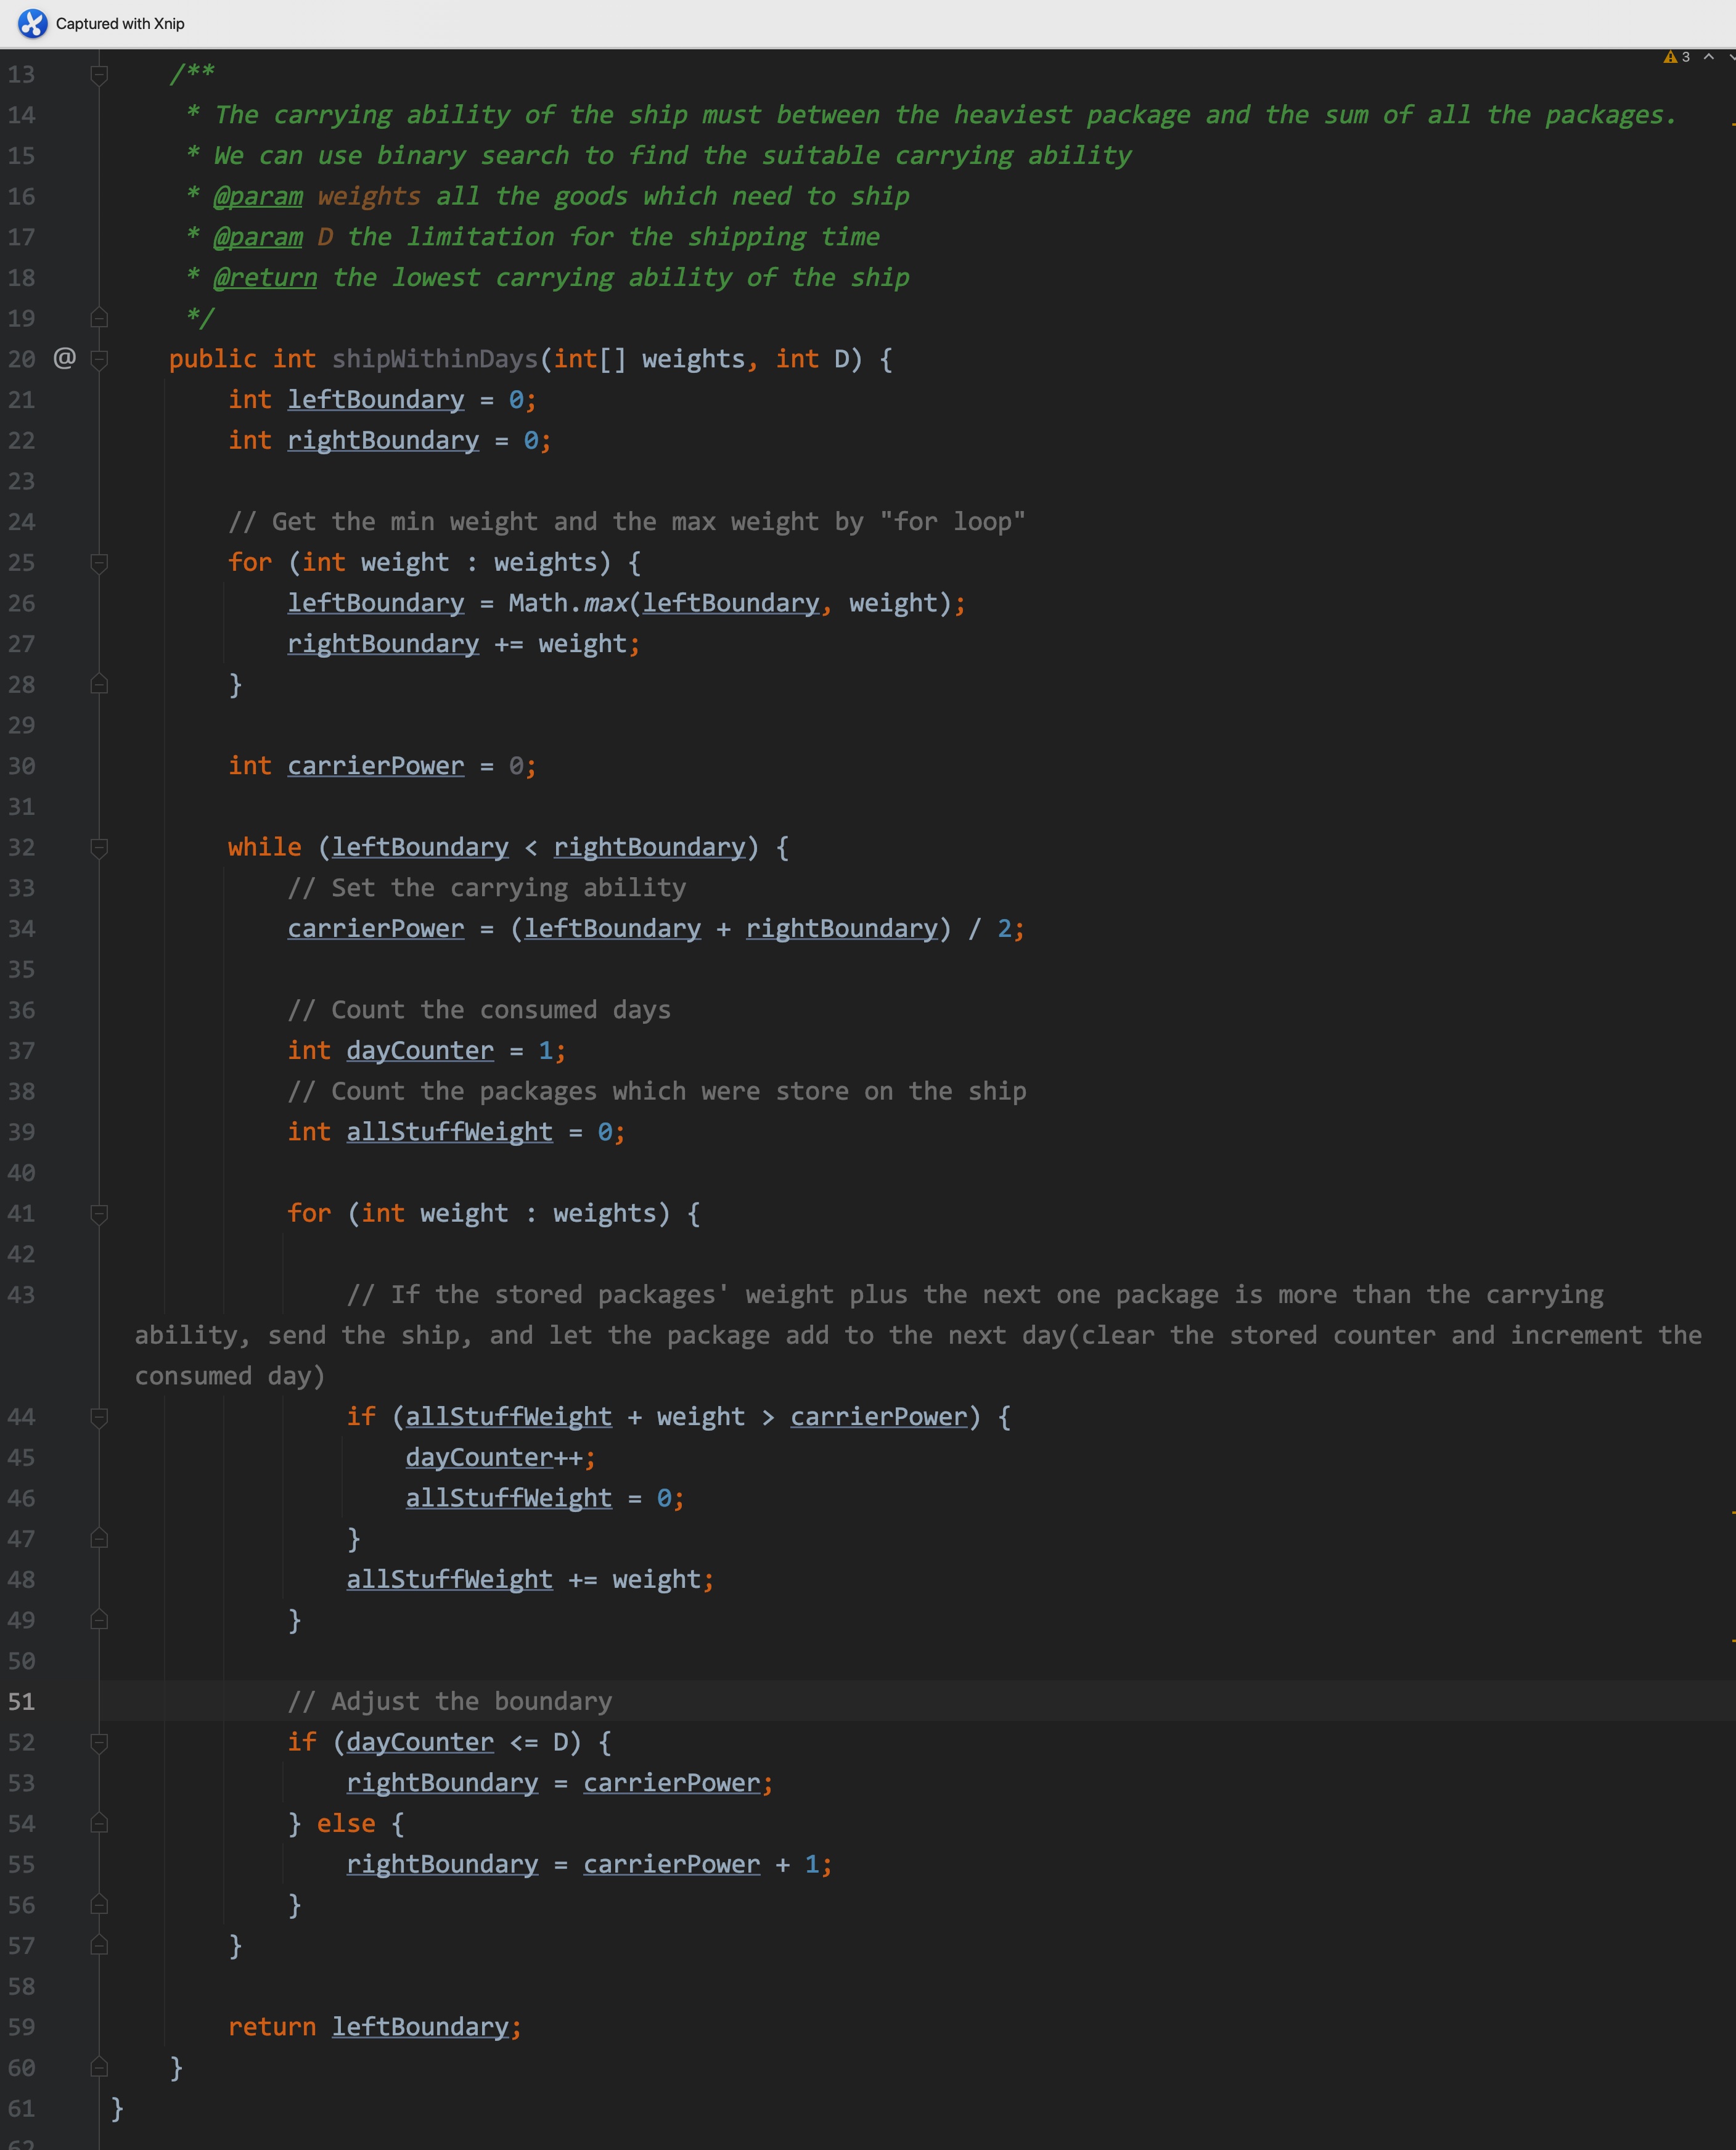 Captured with Xnip
3
13 /**
14 * The carrying ability of the ship must between the heaviest package and the sum of all the packages.
15 * We can use binary search to find the suitable carrying ability
16 * @param weights all the goods which need to ship
17 * @param D the limitation for the shipping time
18 * @return the lowest carrying ability of the ship
19 */
20 @ public int shipWithinDays(int[] weights, int D) {
21 int leftBoundary = 0;
22 int rightBoundary = 0;
23
24 // Get the min weight and the max weight by "for loop"
25 for (int weight : weights) {
26 leftBoundary = Math.max(leftBoundary, weight);
27 rightBoundary += weight;
28 }
29
30 int carrierPower = 0;
31
32 while (leftBoundary < rightBoundary) {
33 // Set the carrying ability
34 carrierPower = (leftBoundary + rightBoundary) / 2;
35
36 // Count the consumed days
37 int dayCounter = 1;
38 // Count the packages which were store on the ship
39 int allStuffWeight = 0;
40
41 for (int weight : weights) {
42
43 // If the stored packages' weight plus the next one package is more than the carrying
ability, send the ship, and let the package add to the next day(clear the stored counter and increment the
consumed day)
44 if (allStuffWeight + weight > carrierPower) {
45 dayCounter++;
46 allStuffWeight = 0;
47 }
48 allStuffWeight += weight;
49 }
50
51 // Adjust the boundary
52 if (dayCounter <= D) {
53 rightBoundary = carrierPower;
54 } else {
55 rightBoundary = carrierPower + 1;
56 }
57 }
58
59 return leftBoundary;
60 }
61 }
62